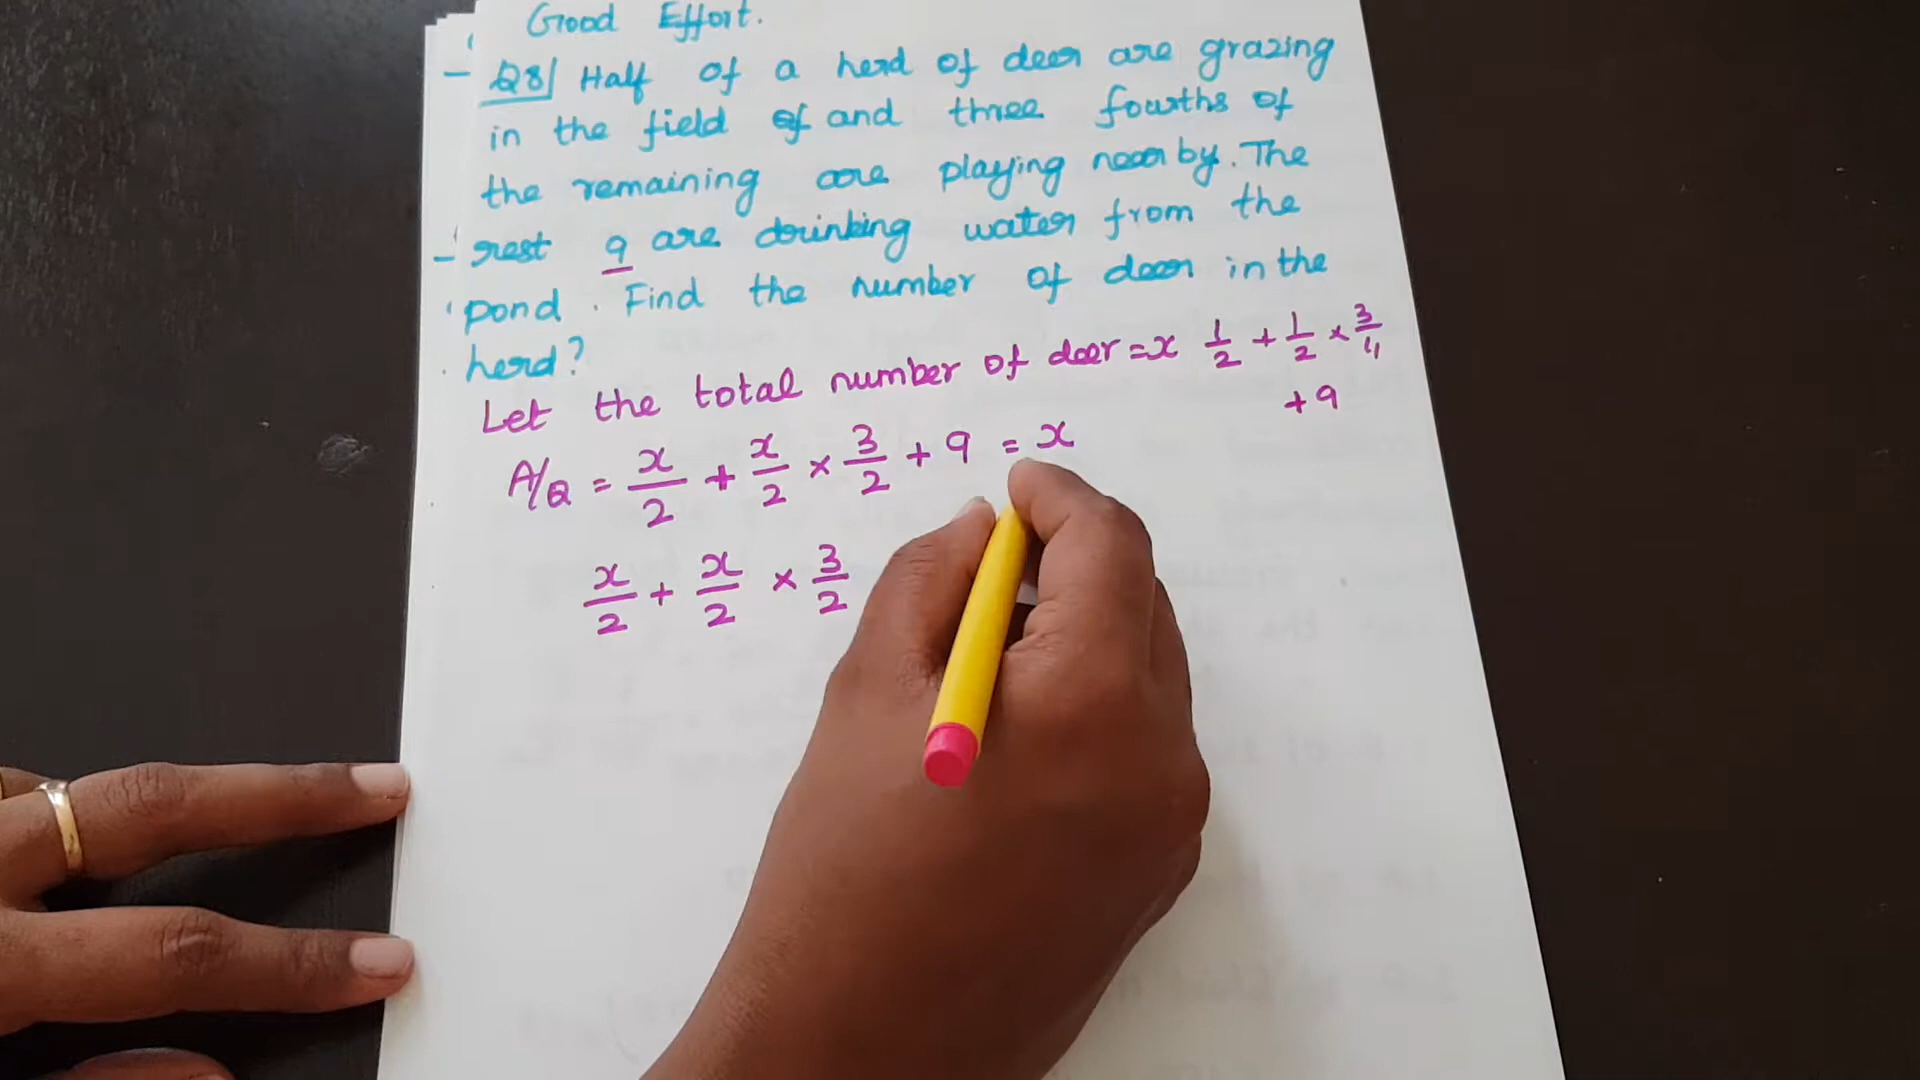 Good Effort.
Q8| Half of a herd of deer are grazing
in the field of and three fourths of
the remaining are playing nearby. The
rest 9 are drinking water from the
pond. Find the number of deer in the
herd?
Let the total number of deer = x 1/2 + 1/2 × 3/4
+ 9
A/Q = x/2 + x/2 × 3/2 + 9 = x
x/2 + x/2 × 3/2